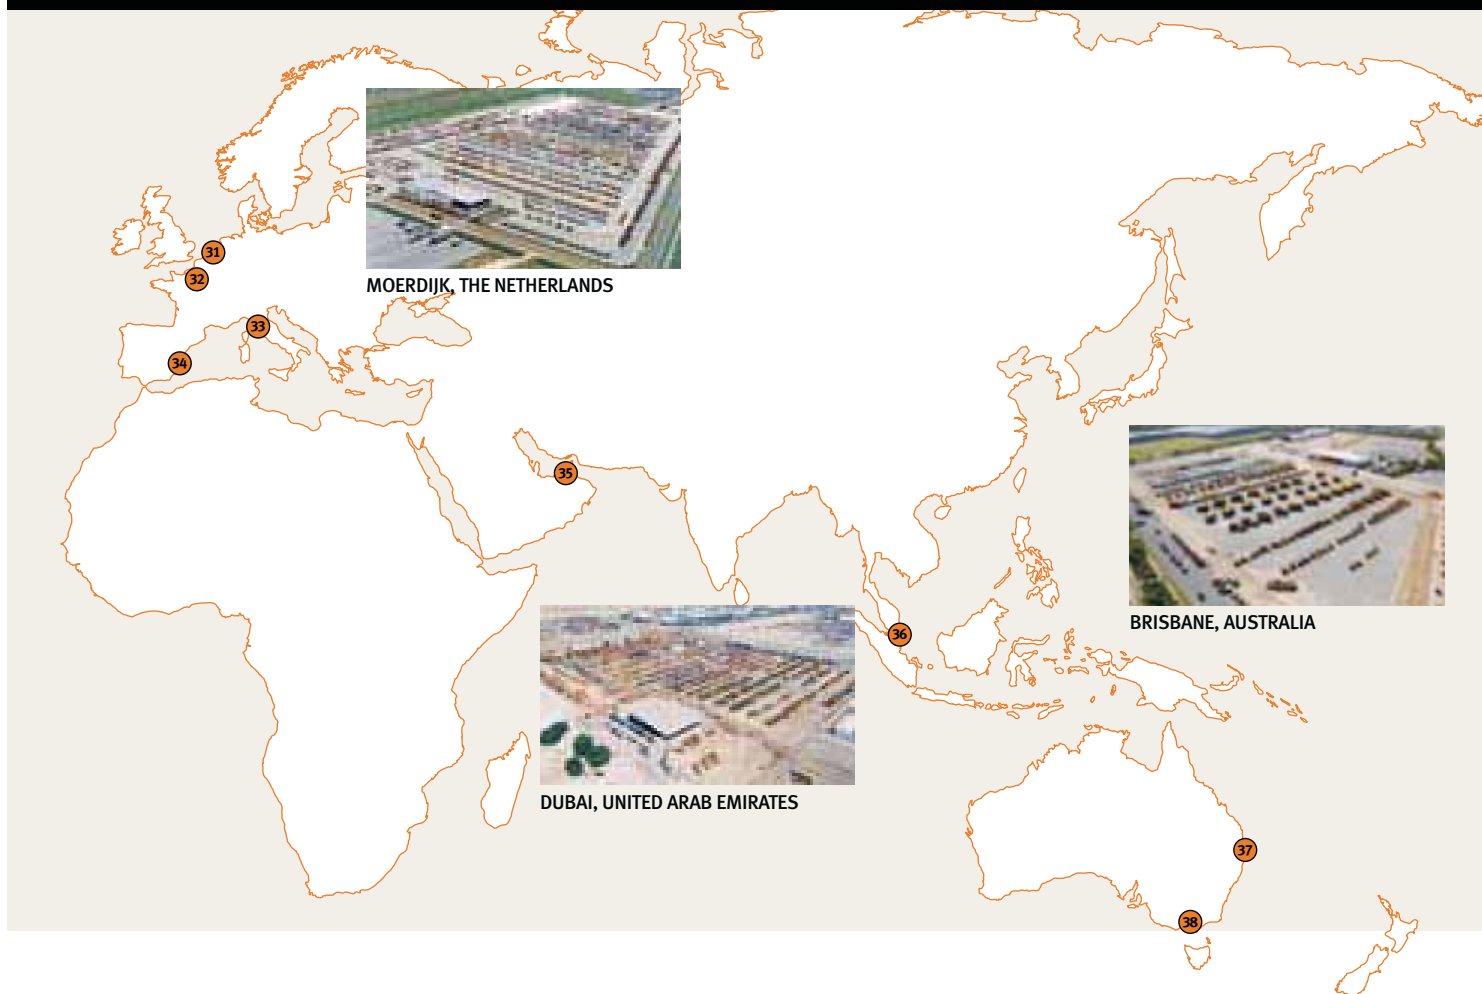 MOERDIJK, THE NETHERLANDS
31
32
33
34
35
BRISBANE, AUSTRALIA
36
DUBAI, UNITED ARAB EMIRATES
37
38